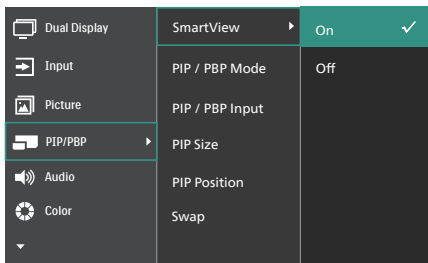 Dual Display
Input
Picture
PIP/PBP
Audio
Color
SmartView
PIP / PBP Mode
PIP / PBP Input
PIP Size
PIP Position
Swap
On
Off